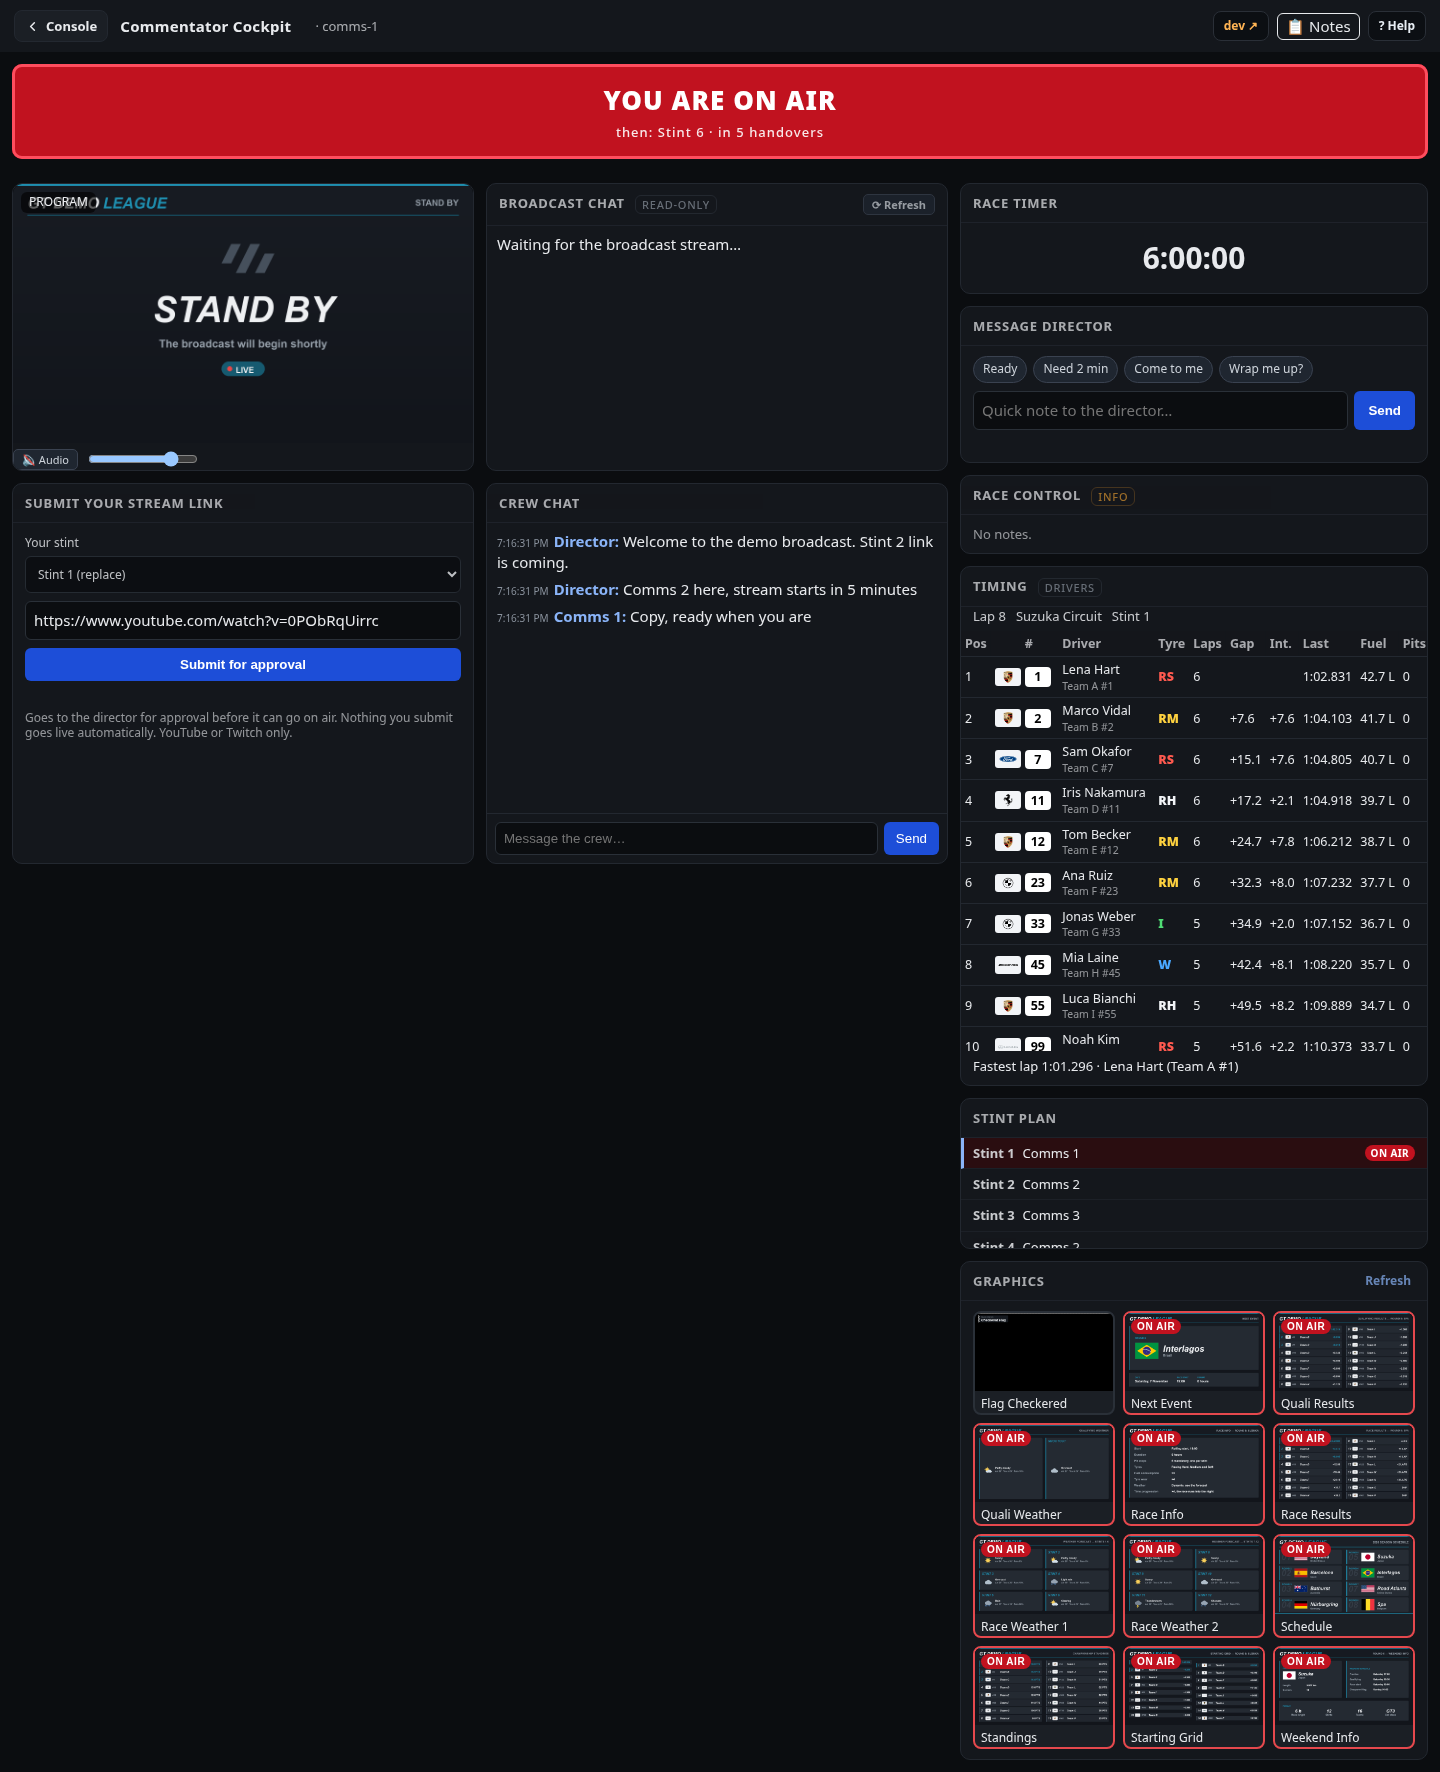 Console
Commentator Cockpit
· comms-1
dev ↗
📋 Notes
? Help
YOU ARE ON AIR
then: Stint 6 · in 5 handovers
PROGRAM
LEAGUE
STAND BY
STAND BY
The broadcast will begin shortly
LIVE
Audio
BROADCAST CHAT
READ-ONLY
⟳ Refresh
Waiting for the broadcast stream...
SUBMIT YOUR STREAM LINK
Your stint
Stint 1 (replace)
https://www.youtube.com/watch?v=0PObRqUirrc
Submit for approval
Goes to the director for approval before it can go on air. Nothing you submit
goes live automatically. YouTube or Twitch only.
CREW CHAT
7:16:31 PM Director: Welcome to the demo broadcast. Stint 2 link
is coming.
7:16:31 PM Director: Comms 2 here, stream starts in 5 minutes
7:16:31 PM Comms 1: Copy, ready when you are
Message the crew...
Send
RACE TIMER
6:00:00
MESSAGE DIRECTOR
Ready
Need 2 min
Come to me
Wrap me up?
Quick note to the director...
Send
RACE CONTROL
INFO
No notes.
TIMING
DRIVERS
Lap 8 Suzuka Circuit Stint 1
Pos # Driver Tyre Laps Gap Int. Last Fuel Pits
1 1 Lena Hart RS 6 1:02.831 42.7 L 0
Team A #1
2 2 Marco Vidal RM 6 +7.6 +7.6 1:04.103 41.7 L 0
Team B #2
3 7 Sam Okafor RS 6 +15.1 +7.6 1:04.805 40.7 L 0
Team C #7
4 11 Iris Nakamura RH 6 +17.2 +2.1 1:04.918 39.7 L 0
Team D #11
5 12 Tom Becker RM 6 +24.7 +7.8 1:06.212 38.7 L 0
Team E #12
6 23 Ana Ruiz RM 6 +32.3 +8.0 1:07.232 37.7 L 0
Team F #23
7 33 Jonas Weber I 5 +34.9 +2.0 1:07.152 36.7 L 0
Team G #33
8 45 Mia Laine W 5 +42.4 +8.1 1:08.220 35.7 L 0
Team H #45
9 55 Luca Bianchi RH 5 +49.5 +8.2 1:09.889 34.7 L 0
Team I #55
10 99 Noah Kim RS 5 +51.6 +2.2 1:10.373 33.7 L 0
Fastest lap 1:01.296 · Lena Hart (Team A #1)
STINT PLAN
Stint 1 Comms 1 ON AIR
Stint 2 Comms 2
Stint 3 Comms 3
Stint 4 Comms 2
GRAPHICS
Refresh
Flag Checkered
ON AIR
Interlagos
Next Event
ON AIR
Quali Results
ON AIR
Quali Weather
ON AIR
Race Info
ON AIR
Race Results
ON AIR
Race Weather 1
ON AIR
Race Weather 2
ON AIR
Suzuka
Barcelona
Interlagos
Bathurst
Road Atlanta
Nürburgring
Spa
Schedule
ON AIR
Standings
ON AIR
Starting Grid
ON AIR
Suzuka
Weekend Info